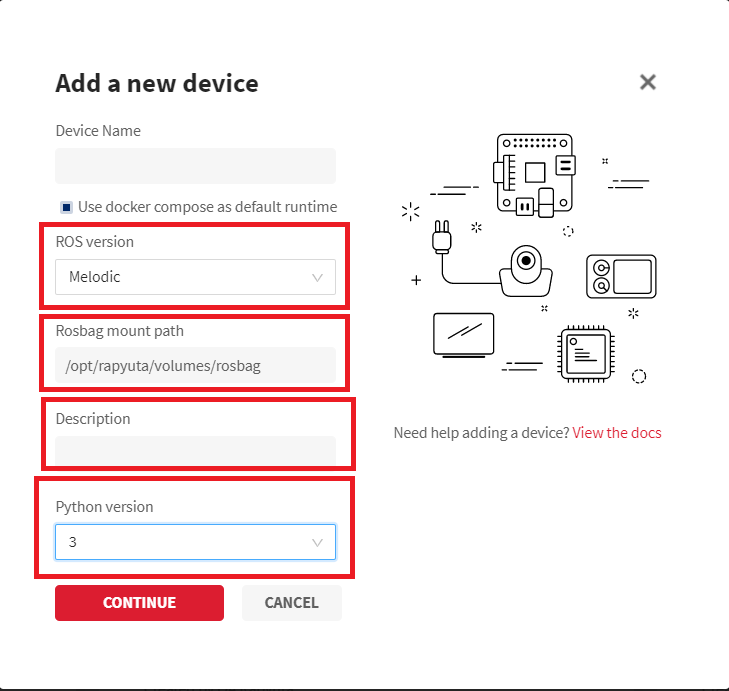 Add a new device
Device Name
Use docker compose as default runtime
ROS version
Melodic
Rosbag mount path
/opt/rapyuta/volumes/rosbag
Description
Python version
3
CONTINUE
CANCEL
Need help adding a device? View the docs